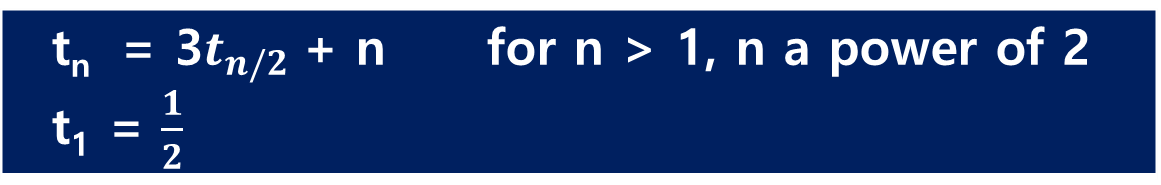 tₙ = 3t_{n/2} + n for n > 1, n a power of 2
t₁ = 1/2